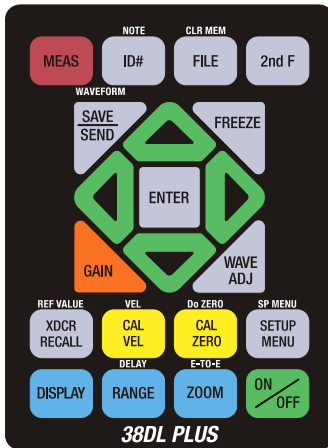 NOTE CLR MEM
MEAS ID# FILE 2nd F
WAVEFORM
SAVE
SEND
FREEZE
ENTER
GAIN
WAVE
ADJ
REF VALUE VEL Do ZERO SP MENU
XDCR CAL CAL SETUP
RECALL VEL ZERO MENU
DELAY E-TO-E
DISPLAY RANGE ZOOM ON
OFF
38DL PLUS